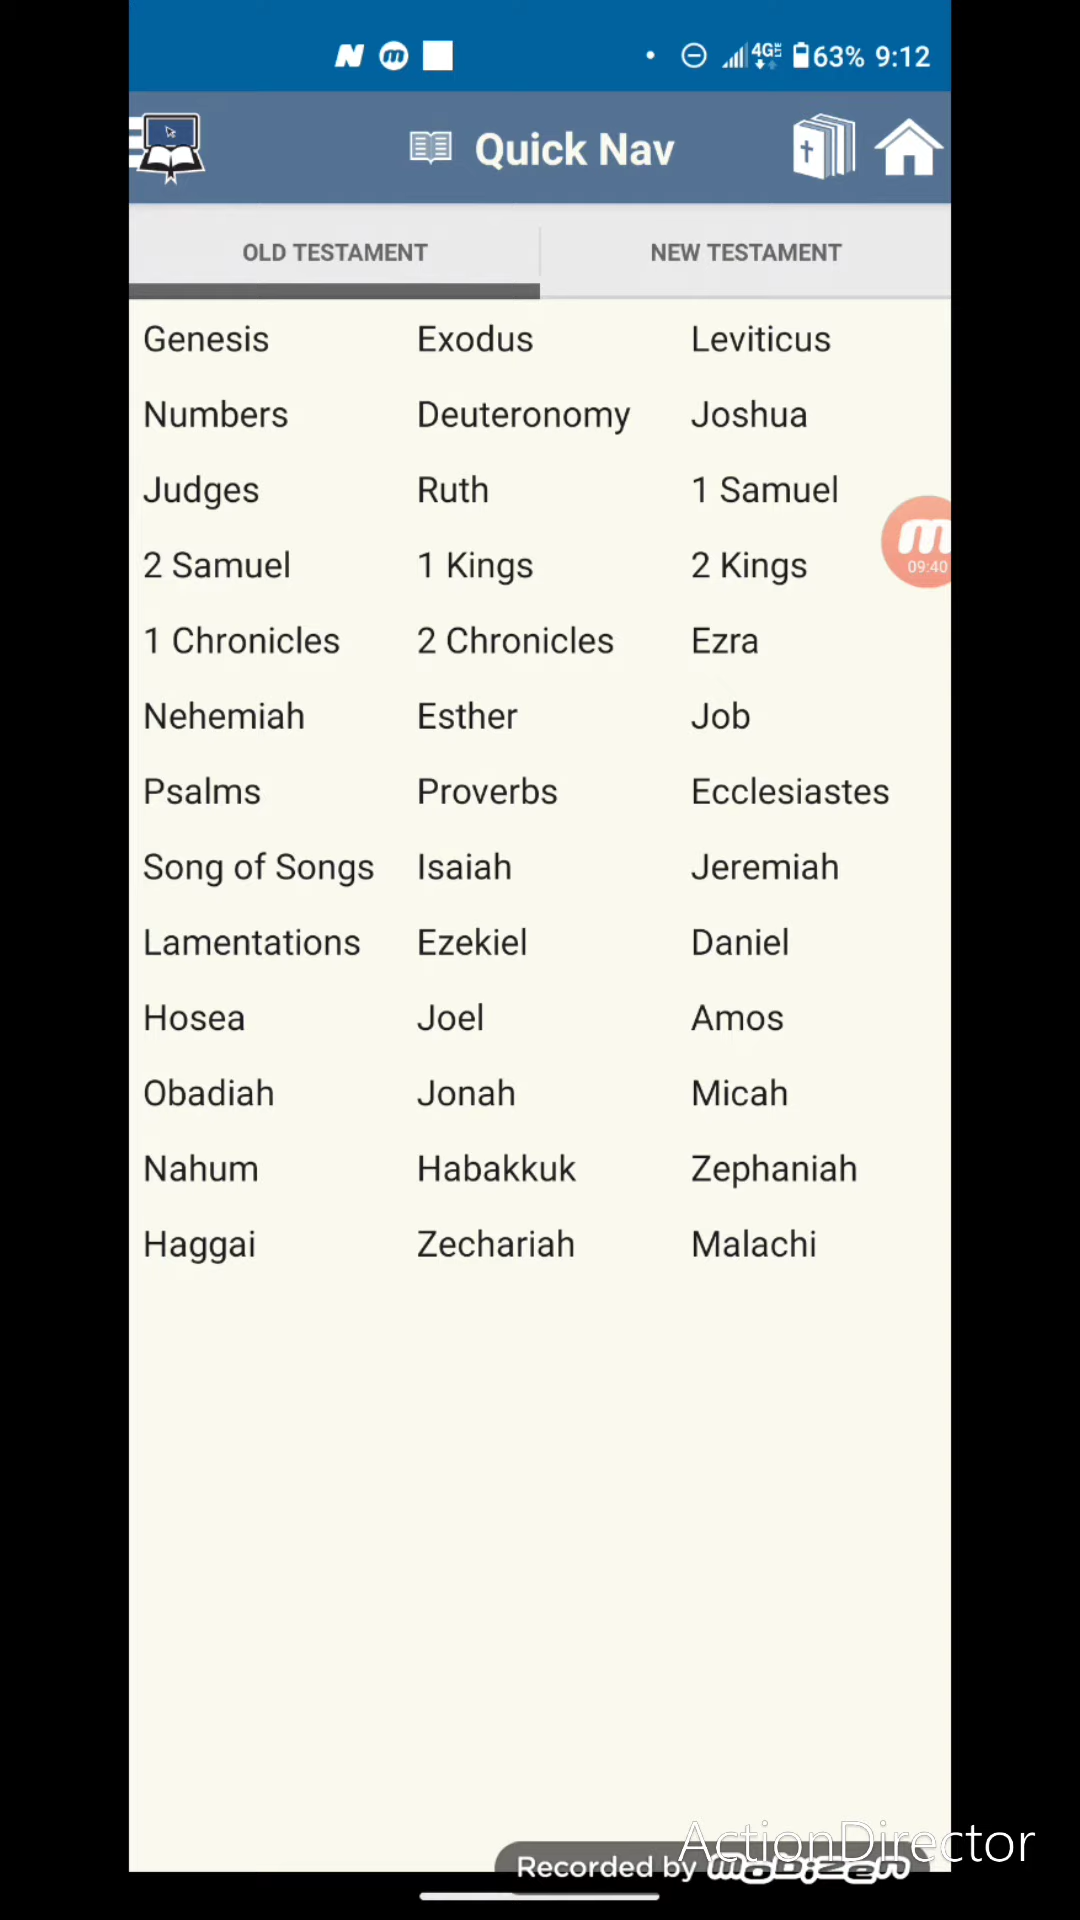 4G LTE 63% 9:12
Quick Nav
OLD TESTAMENT NEW TESTAMENT
Genesis Exodus Leviticus
Numbers Deuteronomy Joshua
Judges Ruth 1 Samuel
2 Samuel 1 Kings 2 Kings
09:40
1 Chronicles 2 Chronicles Ezra
Nehemiah Esther Job
Psalms Proverbs Ecclesiastes
Song of Songs Isaiah Jeremiah
Lamentations Ezekiel Daniel
Hosea Joel Amos
Obadiah Jonah Micah
Nahum Habakkuk Zephaniah
Haggai Zechariah Malachi
ActionDirector
Recorded by mobizen